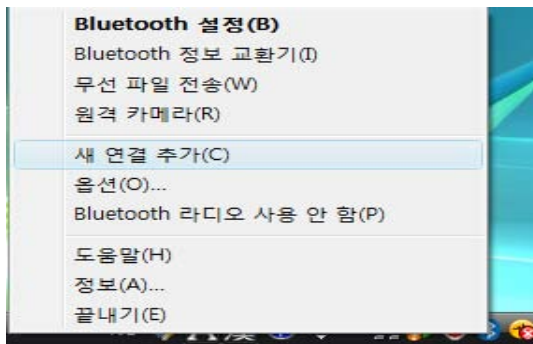 Bluetooth 설정(B)
Bluetooth 정보 교환기(I)
무선 파일 전송(W)
원격 카메라(R)
새 연결 추가(C)
옵션(O)...
Bluetooth 라디오 사용 안 함(P)
도움말(H)
정보(A)...
끝내기(E)